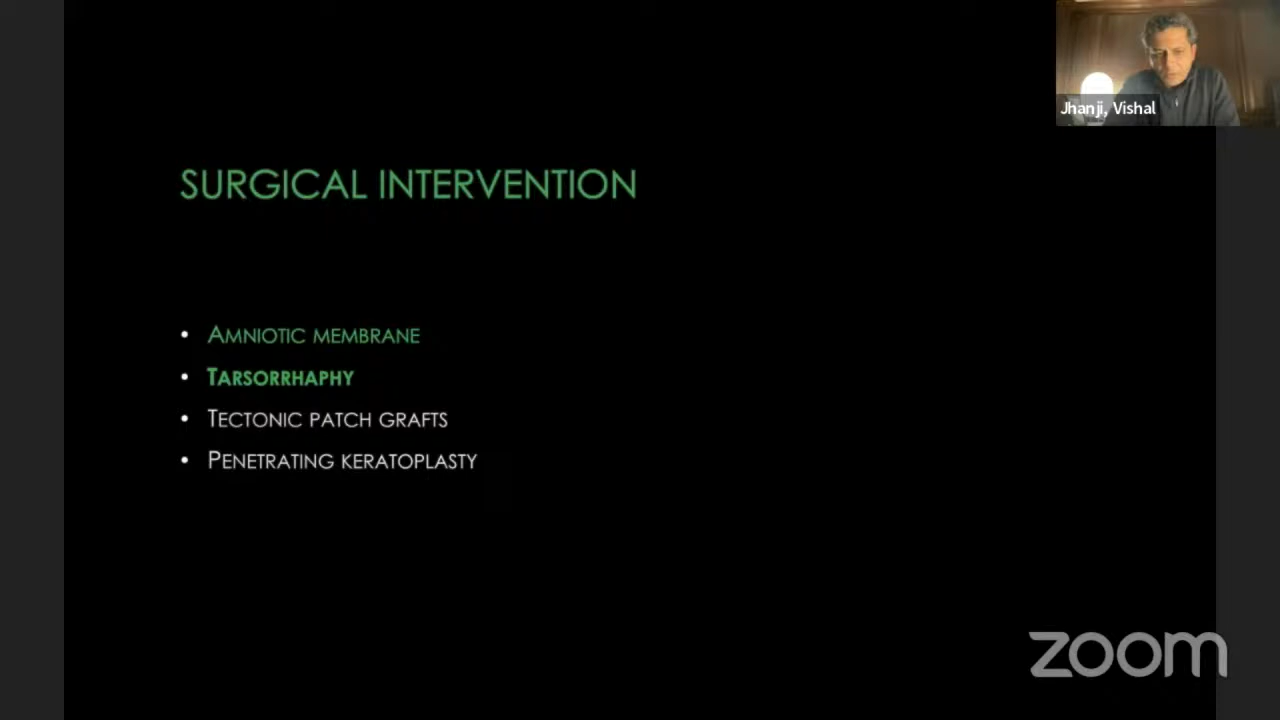 Jhanji, Vishal
SURGICAL INTERVENTION
• AMNIOTIC MEMBRANE
• TARSORRHAPHY
• TECTONIC PATCH GRAFTS
• PENETRATING KERATOPLASTY
zoom